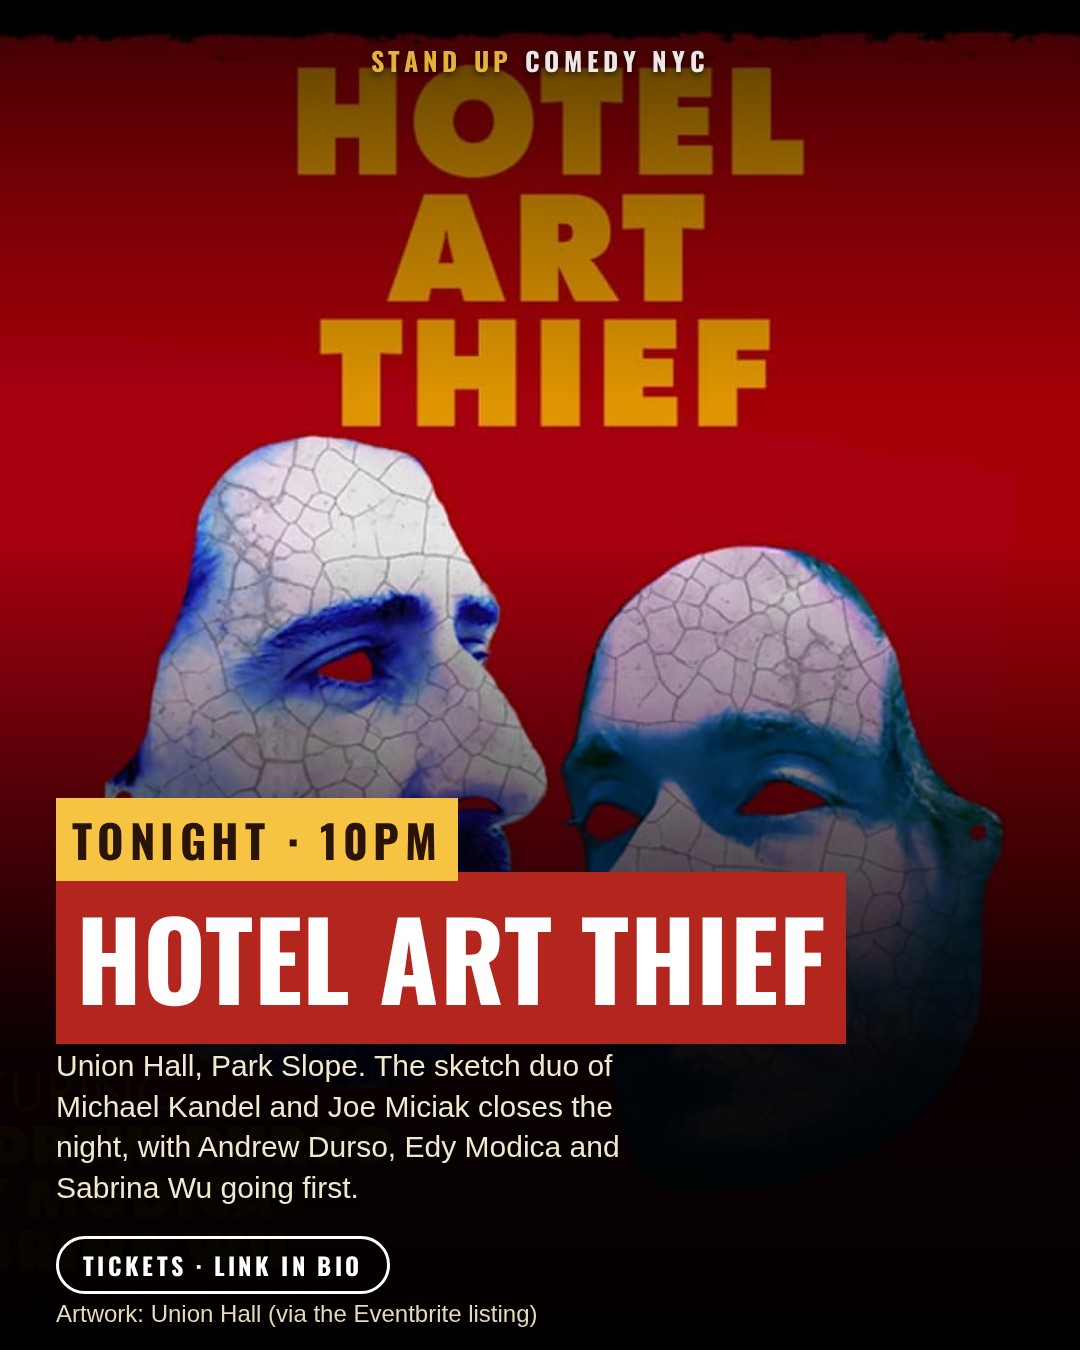 STAND UP COMEDY NYC
HOTEL
ART
THIEF
TONIGHT · 10PM
HOTEL ART THIEF
Union Hall, Park Slope. The sketch duo of
Michael Kandel and Joe Miciak closes the
night, with Andrew Durso, Edy Modica and
Sabrina Wu going first.
TICKETS · LINK IN BIO
Artwork: Union Hall (via the Eventbrite listing)